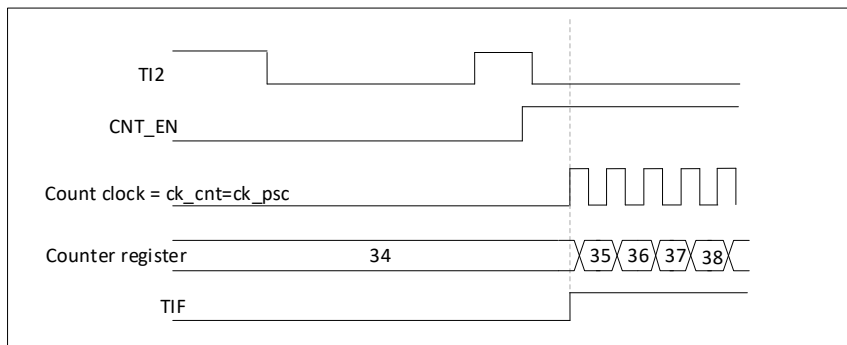 TI2
CNT_EN
Count clock = ck_cnt=ck_psc
Counter register 34 35 36 37 38
TIF